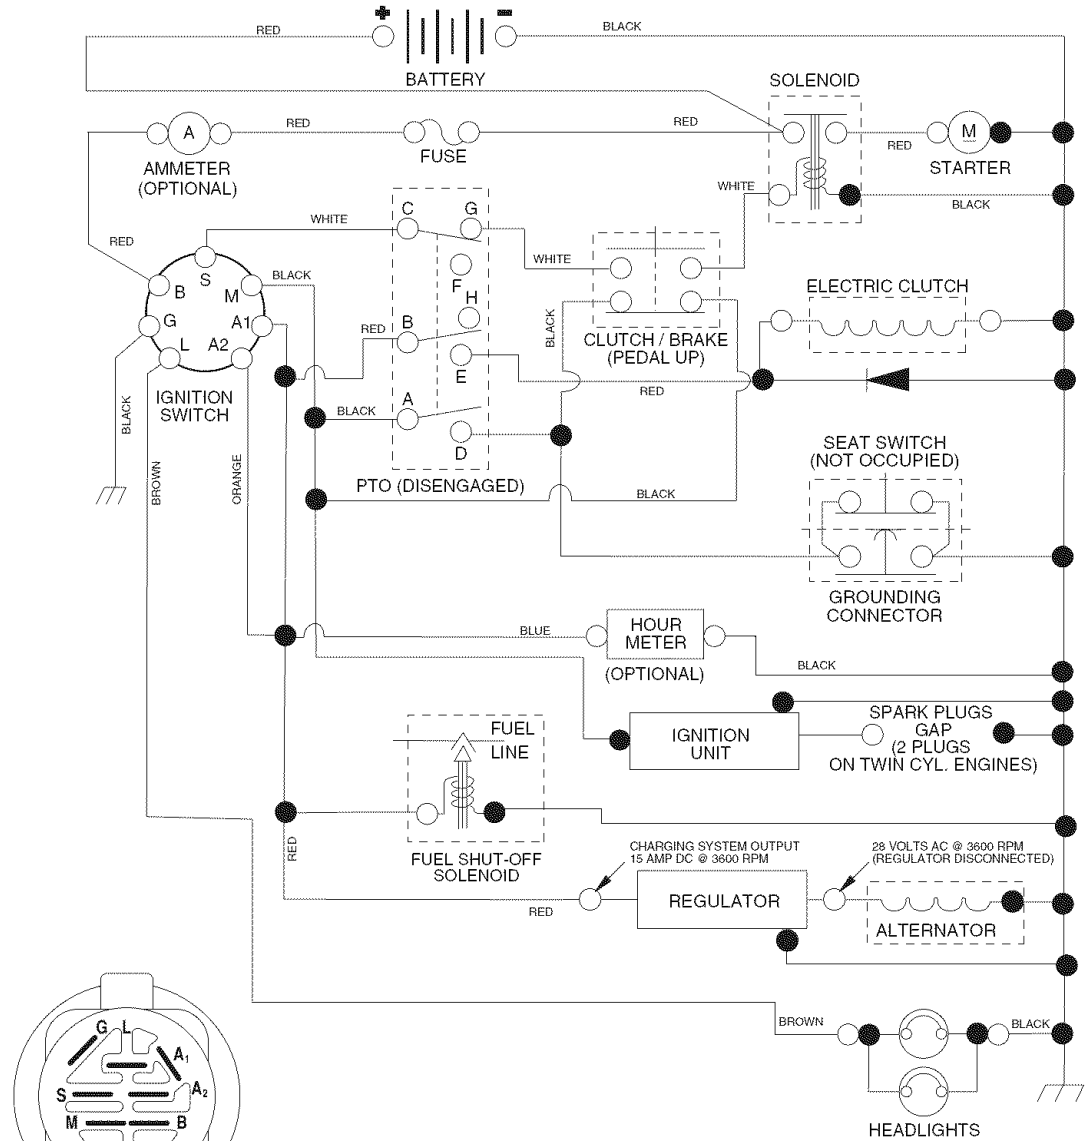 RED
BLACK
BATTERY
SOLENOID
RED
RED
A
FUSE
M
RED
STARTER
AMMETER
(OPTIONAL)
WHITE
BLACK
WHITE
C
G
RED
S
WHITE
BLACK
F
B
M
H
ELECTRIC CLUTCH
G
A1
RED
B
BLACK
CLUTCH / BRAKE
(PEDAL UP)
L
A2
E
RED
IGNITION
SWITCH
A
BLACK
BLACK
D
SEAT SWITCH
(NOT OCCUPIED)
BROWN
ORANGE
PTO (DISENGAGED)
BLACK
GROUNDING
CONNECTOR
BLUE
HOUR
METER
(OPTIONAL)
BLACK
FUEL
LINE
IGNITION
UNIT
SPARK PLUGS
GAP
(2 PLUGS
ON TWIN CYL. ENGINES)
RED
FUEL SHUT-OFF
SOLENOID
CHARGING SYSTEM OUTPUT
15 AMP DC @ 3600 RPM
28 VOLTS AC @ 3600 RPM
(REGULATOR DISCONNECTED)
RED
REGULATOR
ALTERNATOR
G
L
A1
A2
S
M
B
BROWN
BLACK
HEADLIGHTS